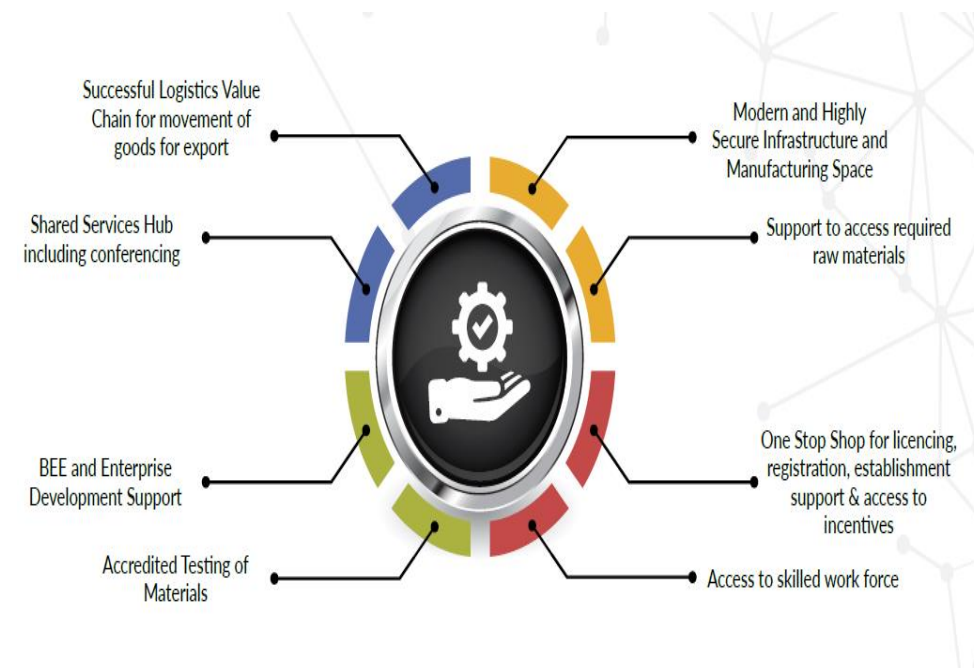 Successful Logistics Value
Chain for movement of
goods for export
Shared Services Hub
including conferencing
BEE and Enterprise
Development Support
Accredited Testing of
Materials
Modern and Highly
Secure Infrastructure and
Manufacturing Space
Support to access required
raw materials
One Stop Shop for licencing,
registration, establishment
support & access to
incentives
Access to skilled work force